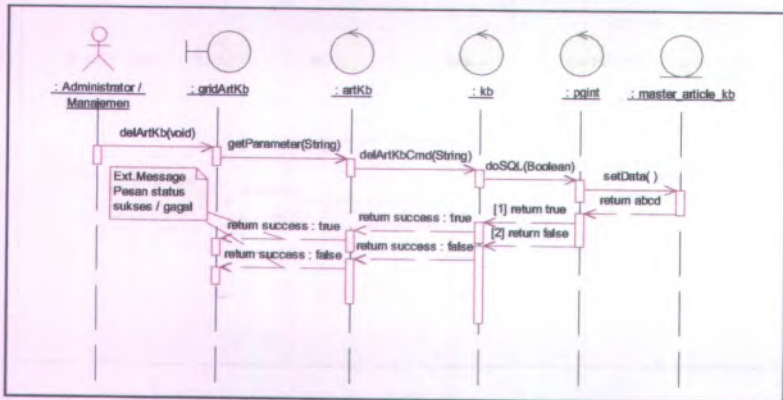 : Administrator /
Manajemen
: gridArtKb
: artKb
: kb
: pgint
: master_article_kb
delArtKb(void)
getParameter(String)
delArtKbCmd(String)
doSQL(Boolean)
setData( )
Ext.Message
Pesan status
sukses / gagal
return abcd
[1] return true
return success : true
return success : true
[2] return false
return success : false
return success : false